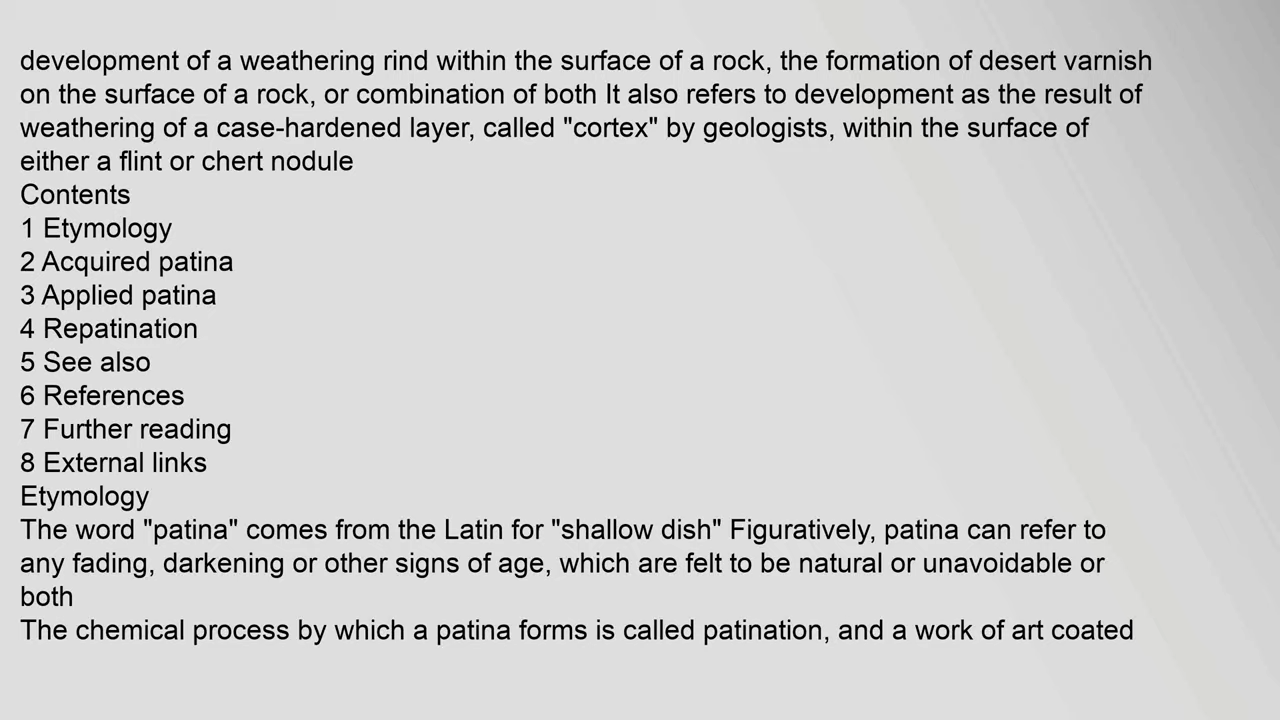 development of a weathering rind within the surface of a rock, the formation of desert varnish
on the surface of a rock, or combination of both It also refers to development as the result of
weathering of a case-hardened layer, called "cortex" by geologists, within the surface of
either a flint or chert nodule
Contents
1 Etymology
2 Acquired patina
3 Applied patina
4 Repatination
5 See also
6 References
7 Further reading
8 External links
Etymology
The word "patina" comes from the Latin for "shallow dish" Figuratively, patina can refer to
any fading, darkening or other signs of age, which are felt to be natural or unavoidable or
both
The chemical process by which a patina forms is called patination, and a work of art coated